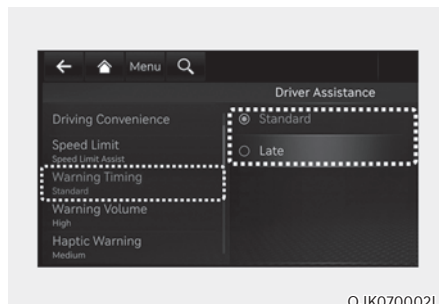 Menu
Driver Assistance
Driving Convenience
Speed Limit
Speed Limit Assist
Warning Timing
Standard
Warning Volume
High
Haptic Warning
Medium
Standard
Late
OJK070002L